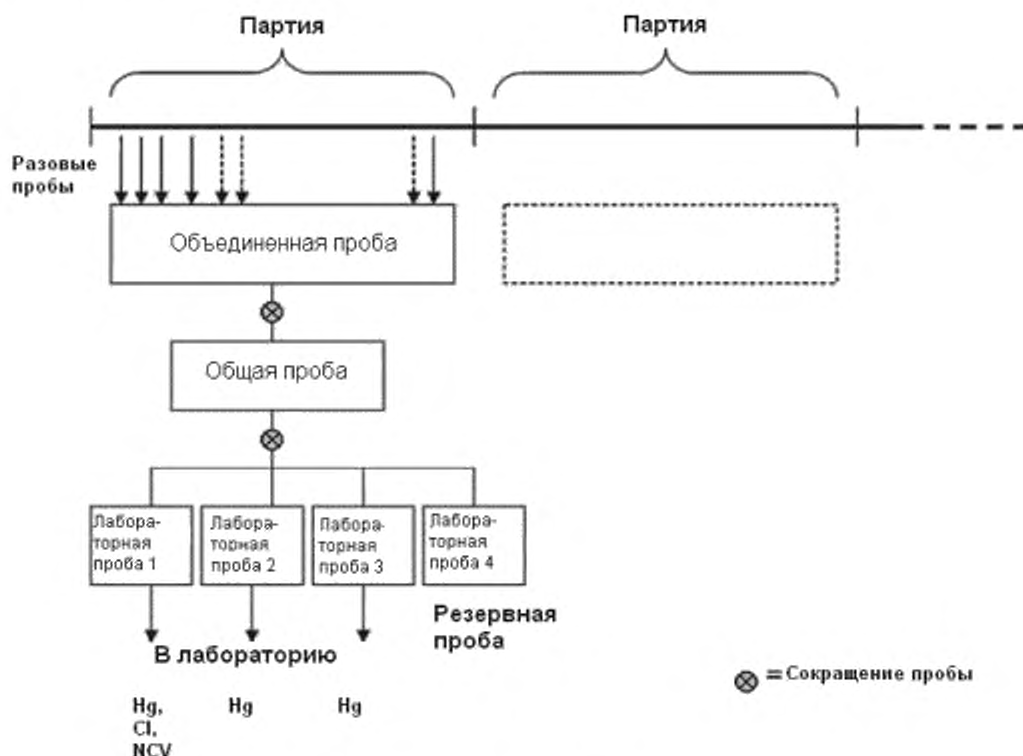 Партия
Партия
Разовые
пробы
Объединенная проба
Общая проба
Лабора-
торная
проба 1
Лабора-
торная
проба 2
Лабора-
торная
проба 3
Лабора-
торная
проба 4
Резервная
проба
В лабораторию
= Сокращение пробы
Hg,
Cl,
NCV
Hg
Hg